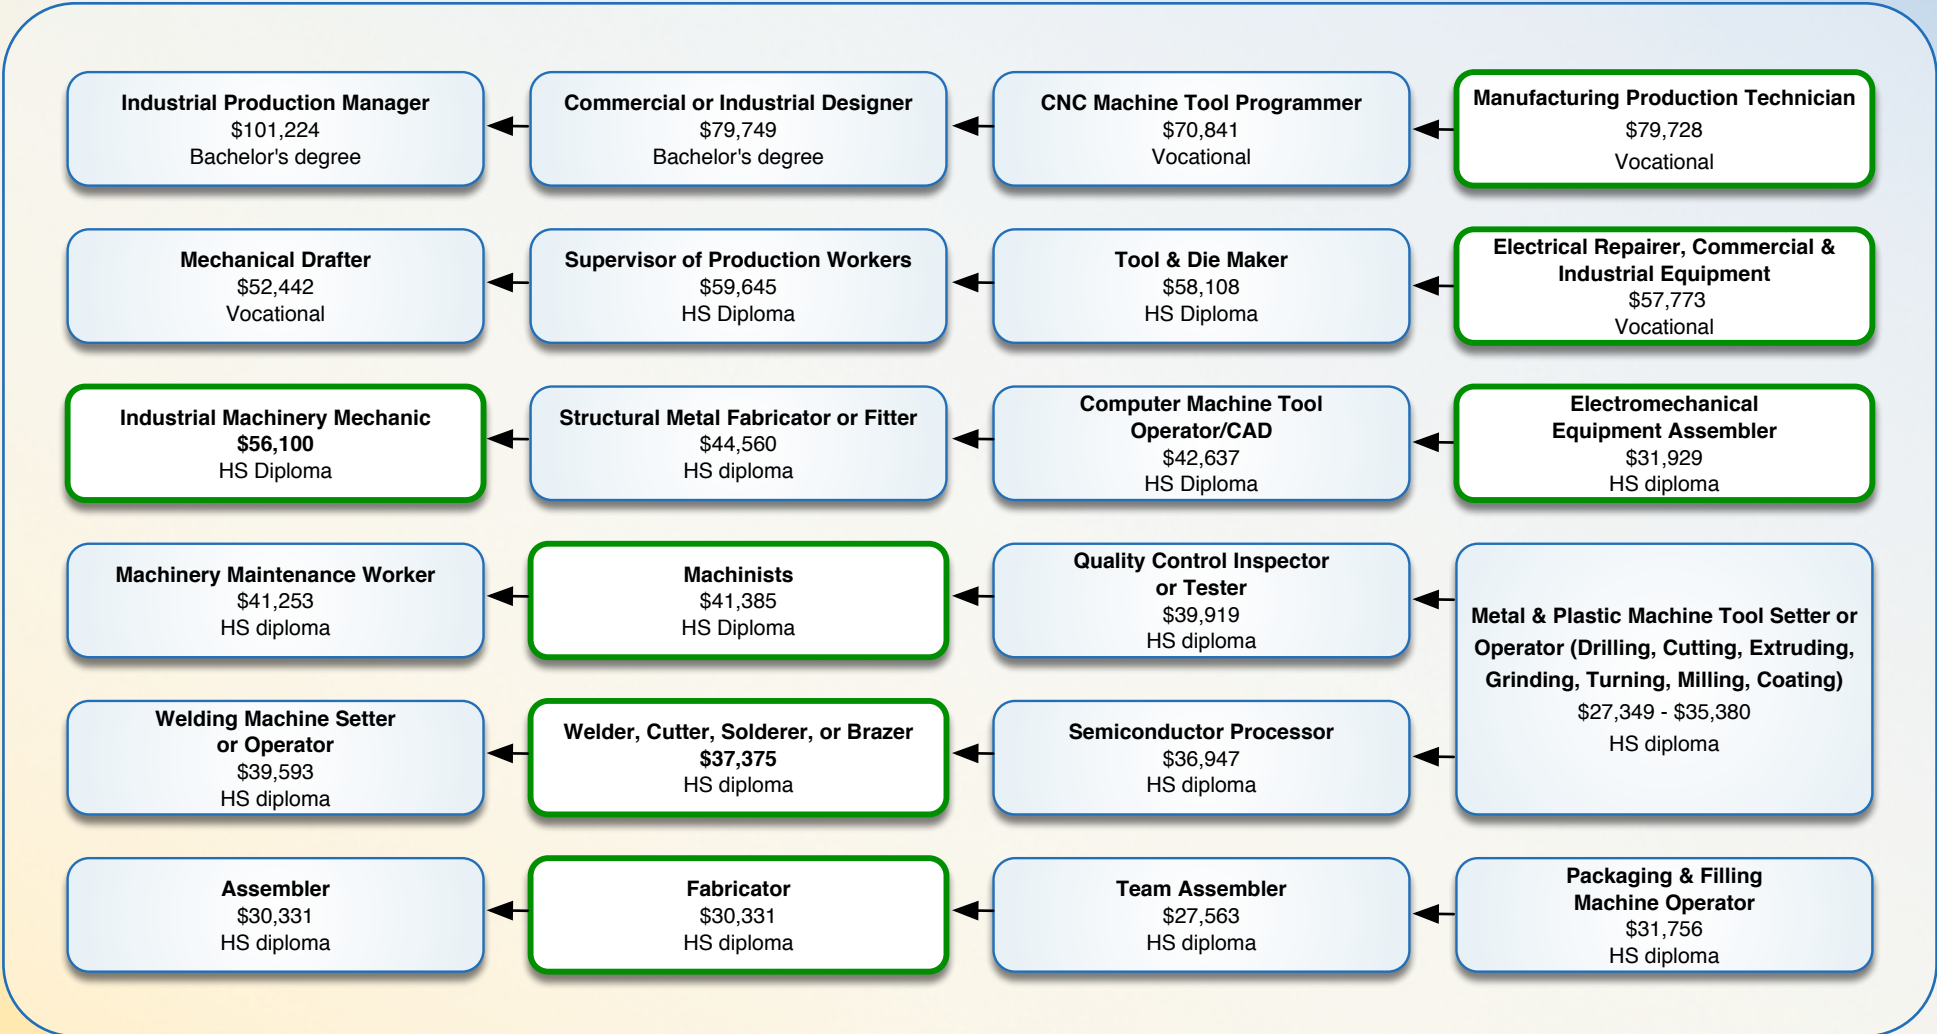 Industrial Production Manager
$101,224
Bachelor's degree
Commercial or Industrial Designer
$79,749
Bachelor's degree
CNC Machine Tool Programmer
$70,841
Vocational
Manufacturing Production Technician
$79,728
Vocational
Mechanical Drafter
$52,442
Vocational
Supervisor of Production Workers
$59,645
HS Diploma
Tool & Die Maker
$58,108
HS Diploma
Electrical Repairer, Commercial &
Industrial Equipment
$57,773
Vocational
Industrial Machinery Mechanic
$56,100
HS Diploma
Structural Metal Fabricator or Fitter
$44,560
HS diploma
Computer Machine Tool
Operator/CAD
$42,637
HS Diploma
Electromechanical
Equipment Assembler
$31,929
HS diploma
Machinery Maintenance Worker
$41,253
HS diploma
Machinists
$41,385
HS Diploma
Quality Control Inspector
or Tester
$39,919
HS diploma
Metal & Plastic Machine Tool Setter or
Operator (Drilling, Cutting, Extruding,
Grinding, Turning, Milling, Coating)
$27,349 - $35,380
HS diploma
Welding Machine Setter
or Operator
$39,593
HS diploma
Welder, Cutter, Solderer, or Brazer
$37,375
HS diploma
Semiconductor Processor
$36,947
HS diploma
Assembler
$30,331
HS diploma
Fabricator
$30,331
HS diploma
Team Assembler
$27,563
HS diploma
Packaging & Filling
Machine Operator
$31,756
HS diploma